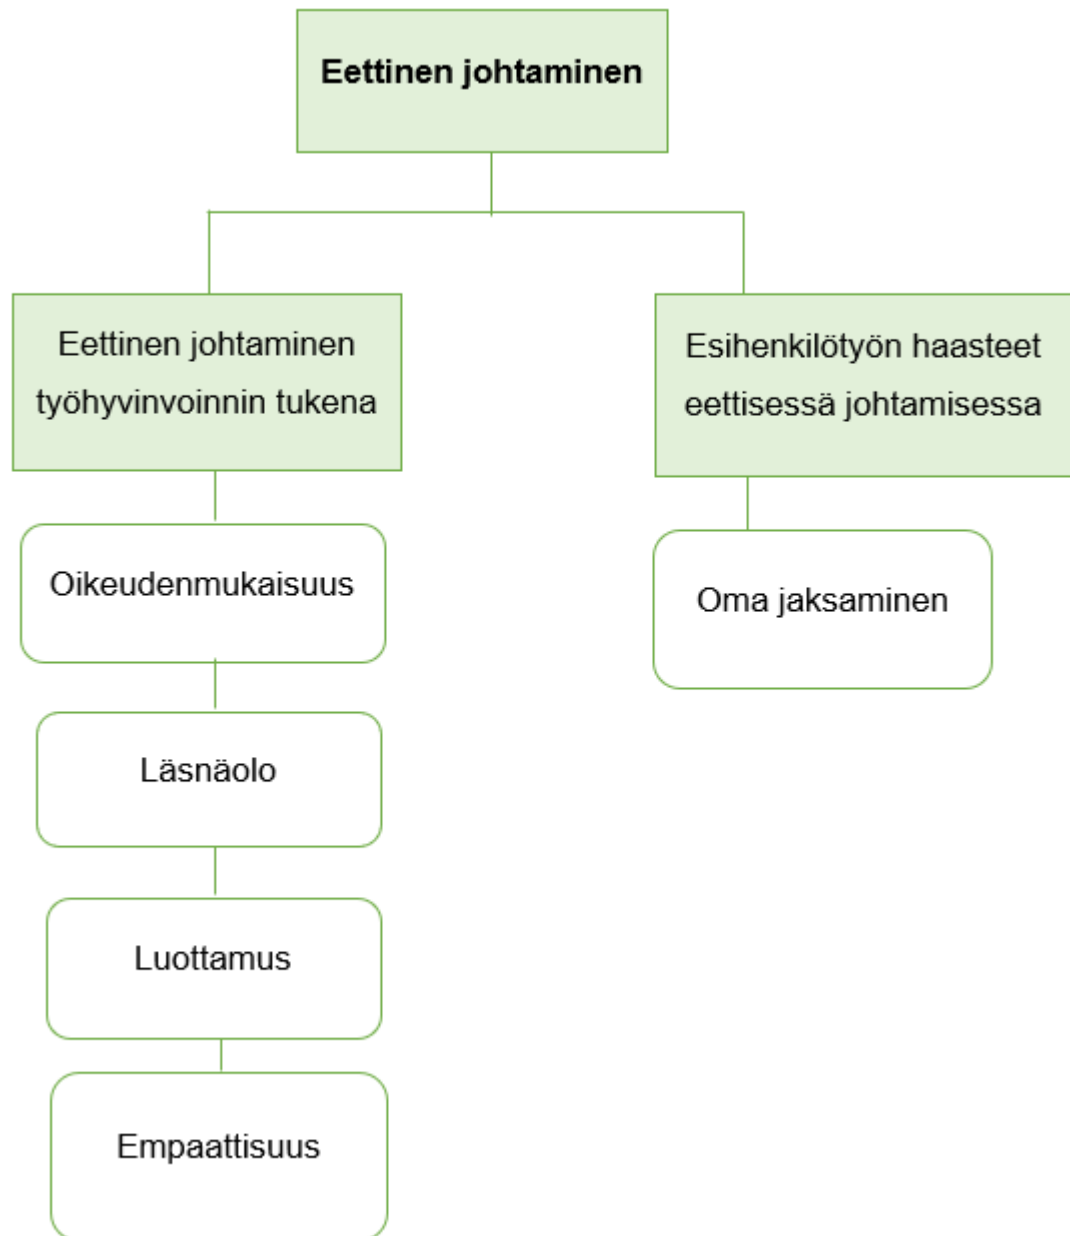 Eettinen johtaminen
Eettinen johtaminen
työhyvinvoinnin tukena
Oikeudenmukaisuus
Läsnäolo
Luottamus
Empaattisuus
Esihenkilötyön haasteet
eettisessä johtamisessa
Oma jaksaminen